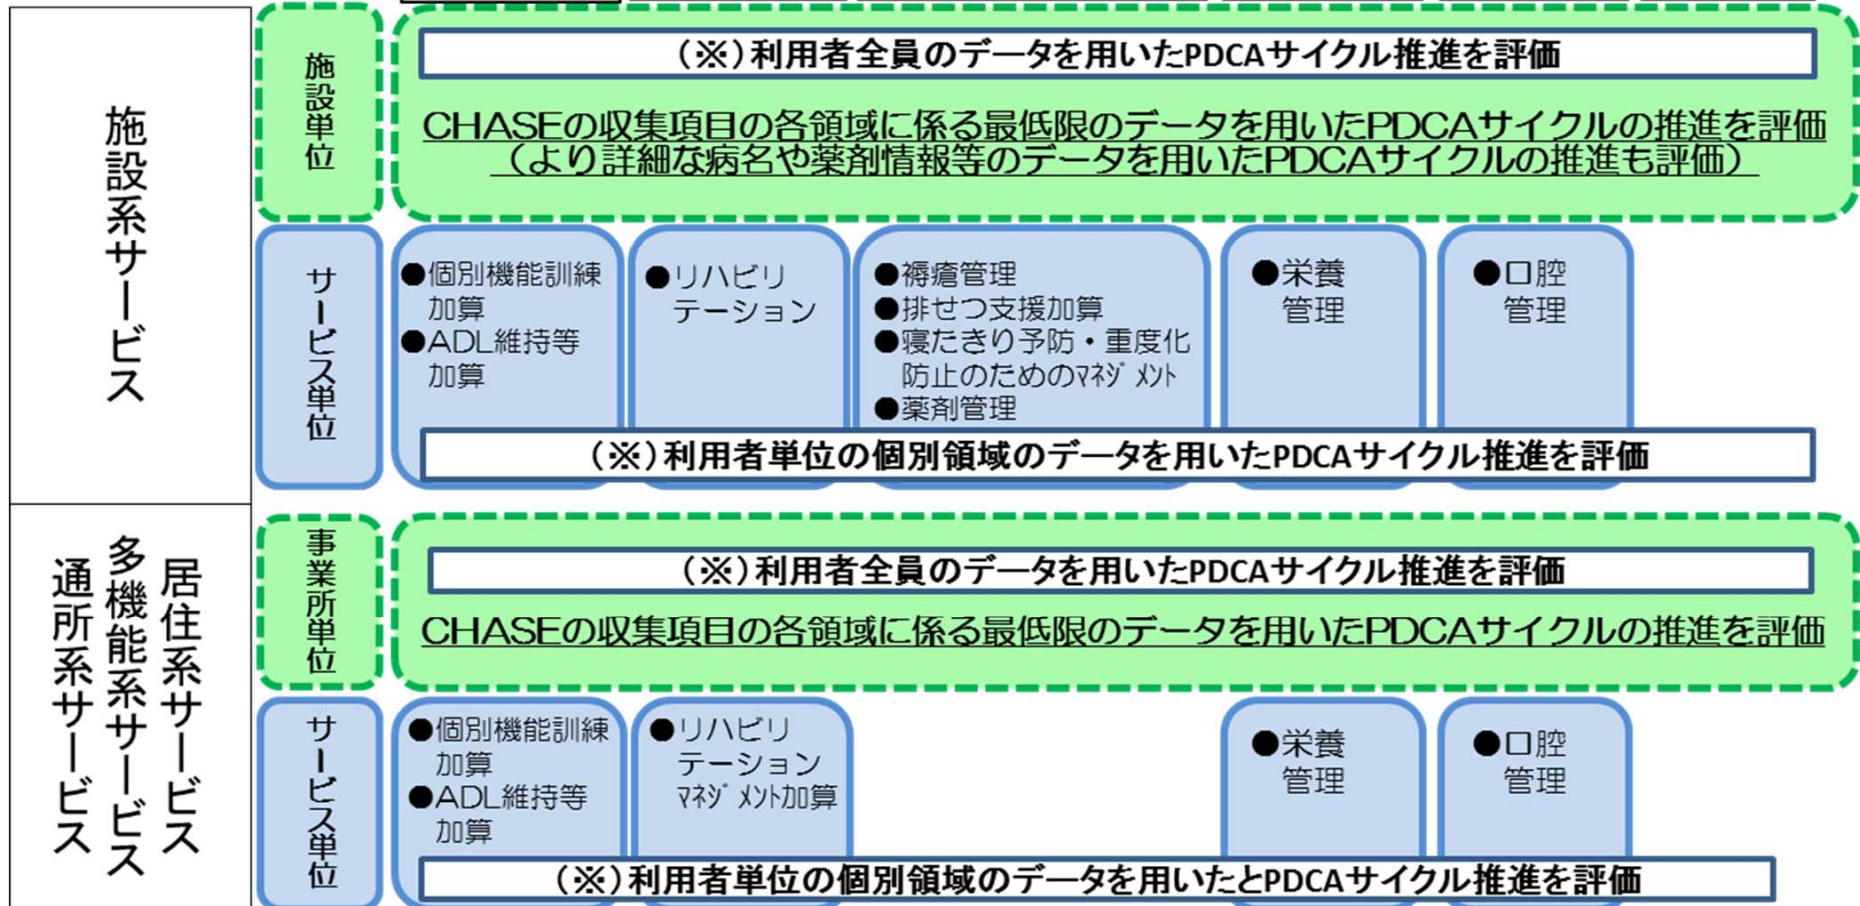 施設系サービス
施設単位
（※）利用者全員のデータを用いたPDCAサイクル推進を評価
CHASEの収集項目の各領域に係る最低限のデータを用いたPDCAサイクルの推進を評価
（より詳細な病名や薬剤情報等のデータを用いたPDCAサイクルの推進も評価）
サービス単位
●個別機能訓練
加算
●ADL維持等
加算
●リハビリ
テーション
●褥瘡管理
●排せつ支援加算
●寝たきり予防・重度化
防止のためのﾏﾈｼﾞﾒﾝﾄ
●薬剤管理
●栄養
管理
●口腔
管理
（※）利用者単位の個別領域のデータを用いたPDCAサイクル推進を評価
居住系サービス
多機能系サービス
通所系サービス
事業所単位
（※）利用者全員のデータを用いたPDCAサイクル推進を評価
CHASEの収集項目の各領域に係る最低限のデータを用いたPDCAサイクルの推進を評価
サービス単位
●個別機能訓練
加算
●ADL維持等
加算
●リハビリ
テーション
ﾏﾈｼﾞﾒﾝﾄ加算
●栄養
管理
●口腔
管理
（※）利用者単位の個別領域のデータを用いたとPDCAサイクル推進を評価